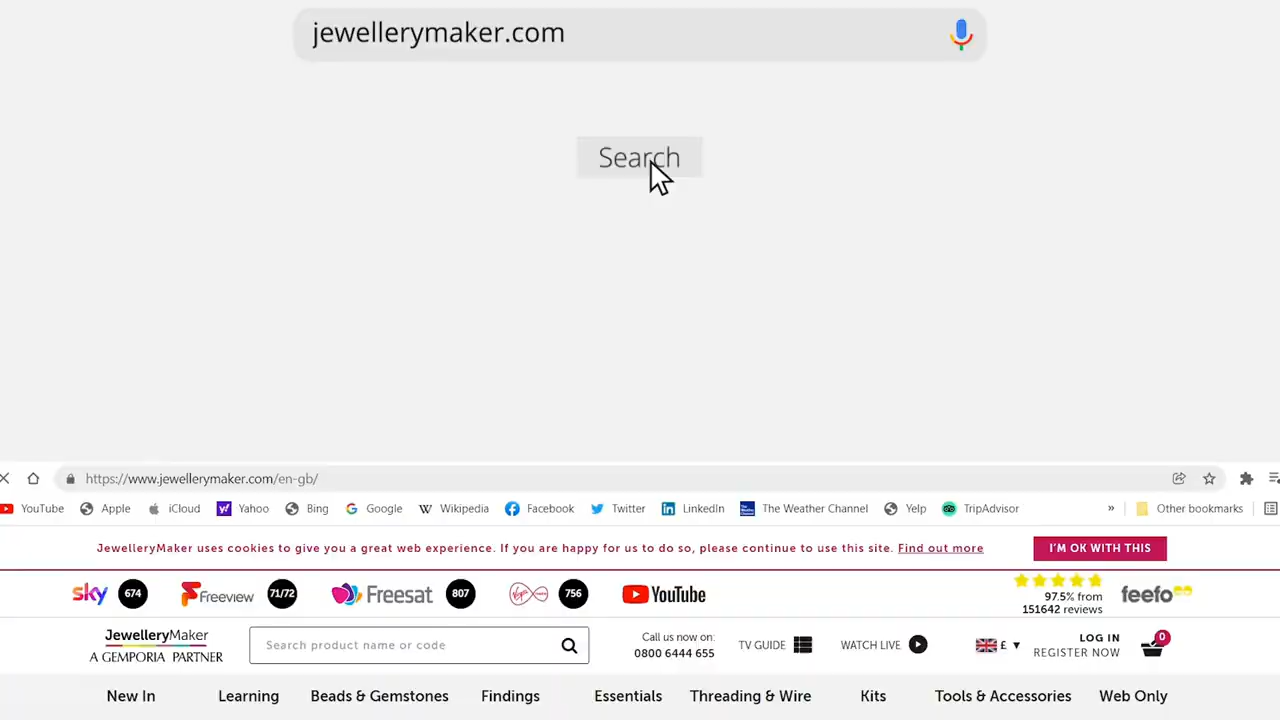 jewellerymaker.com
Search
https://www.jewellerymaker.com/en-gb/
YouTube Apple iCloud Yahoo Bing Google Wikipedia Facebook Twitter LinkedIn The Weather Channel Yelp TripAdvisor » Other bookmarks
JewelleryMaker uses cookies to give you a great web experience. If you are happy for us to do so, please continue to use this site. Find out more I'M OK WITH THIS
sky 674 Freeview 71/72 Freesat 807 Virgin media 756 YouTube
97.5% from
151642 reviews
feefo
JewelleryMaker
A GEMPORIA PARTNER
Search product name or code
Call us now on:
0800 6444 655
TV GUIDE WATCH LIVE £ ▼
LOG IN
REGISTER NOW
0
New In Learning Beads & Gemstones Findings Essentials Threading & Wire Kits Tools & Accessories Web Only